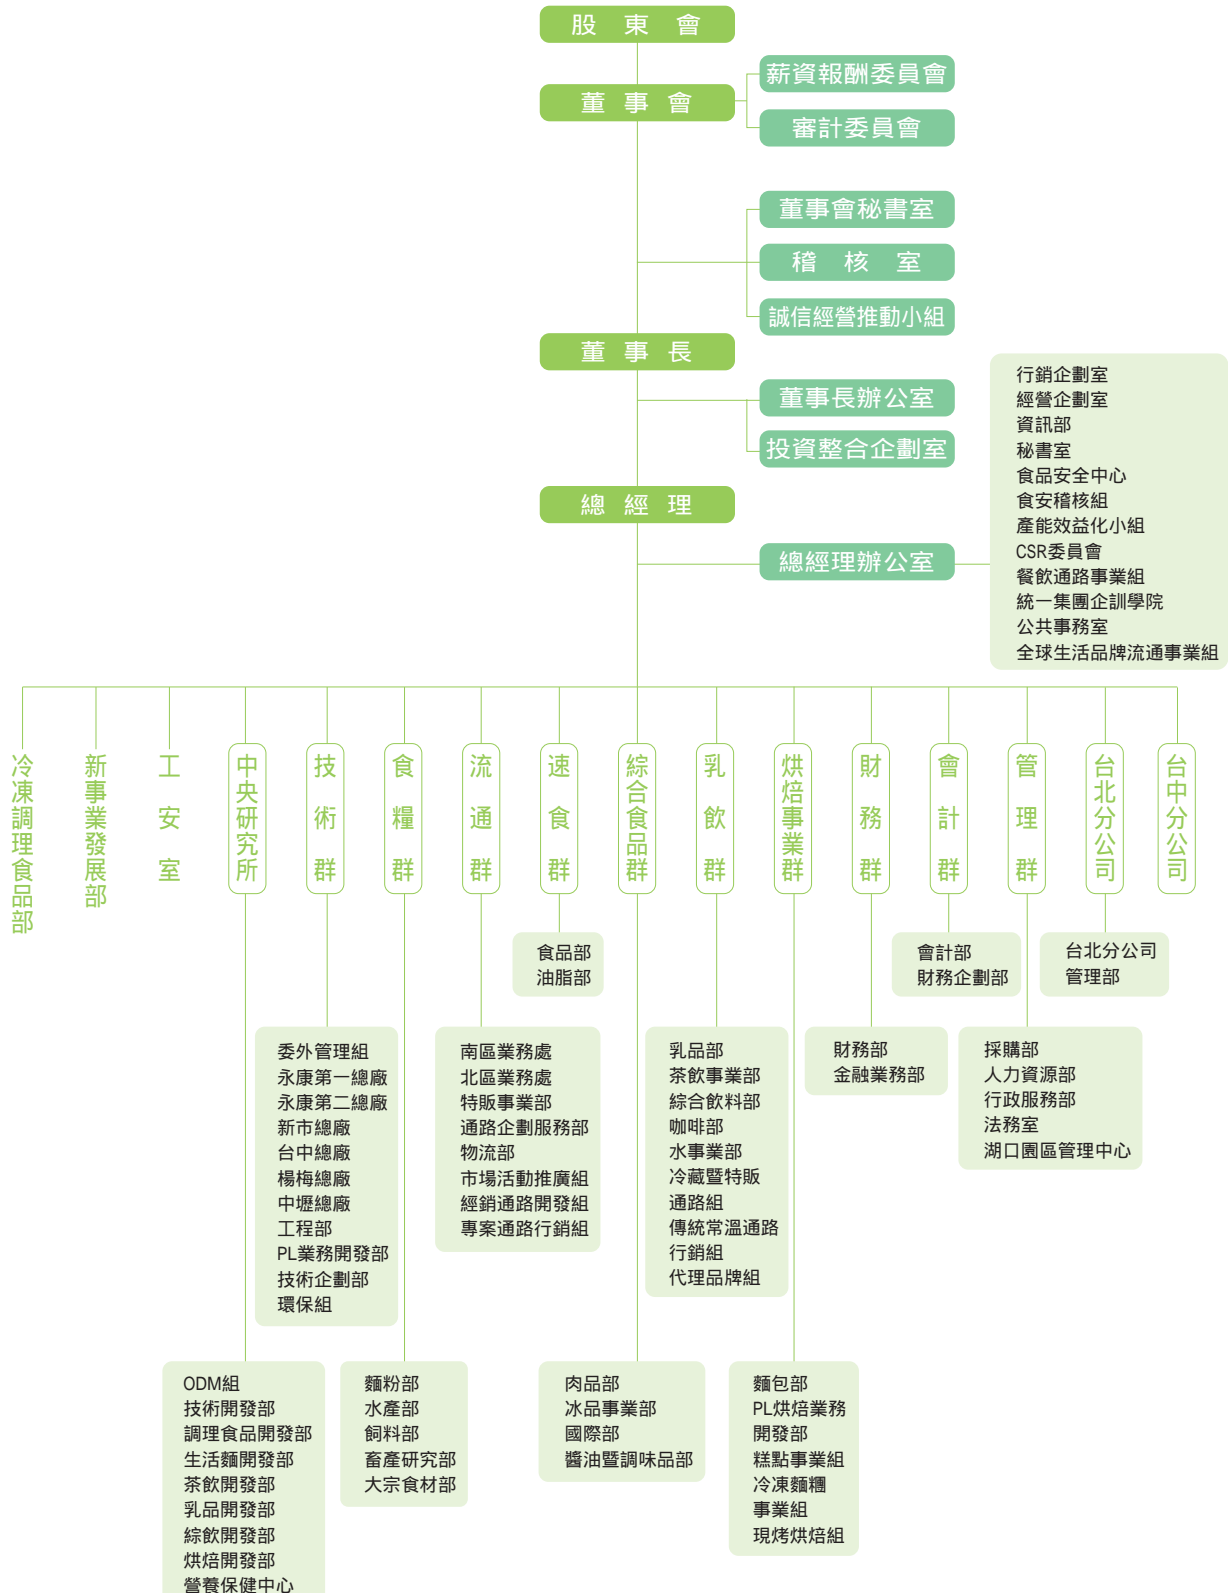 股東會
董事會
薪資報酬委員會
審計委員會
董事會秘書室
稽核室
誠信經營推動小組
董事長
董事長辦公室
投資整合企劃室
總經理
總經理辦公室
行銷企劃室
經營企劃室
資訊部
秘書室
食品安全中心
食安稽核組
產能效益化小組
CSR委員會
餐飲通路事業組
統一集團企訓學院
公共事務室
全球生活品牌流通事業組
冷凍調理食品部
新事業發展部
工安室
中央研究所
技術群
食糧群
流通群
速食群
綜合食品群
乳飲群
烘焙事業群
財務群
會計群
管理群
台北分公司
台中分公司
食品部
油脂部
會計部
財務企劃部
台北分公司
管理部
委外管理組
永康第一總廠
永康第二總廠
新市總廠
台中總廠
楊梅總廠
中壢總廠
工程部
PL業務開發部
技術企劃部
環保組
南區業務處
北區業務處
特販事業部
通路企劃服務部
物流部
市場活動推廣組
經銷通路開發組
專案通路行銷組
乳品部
茶飲事業部
綜合飲料部
咖啡部
水事業部
冷藏暨特販
通路組
傳統常溫通路
行銷組
代理品牌組
財務部
金融業務部
採購部
人力資源部
行政服務部
法務室
湖口園區管理中心
ODM組
技術開發部
調理食品開發部
生活麵開發部
茶飲開發部
乳品開發部
綜飲開發部
烘焙開發部
營養保健中心
麵粉部
水產部
飼料部
畜產研究部
大宗食材部
肉品部
冰品事業部
國際部
醬油暨調味品部
麵包部
PL烘焙業務
開發部
糕點事業組
冷凍麵糰
事業組
現烤烘焙組